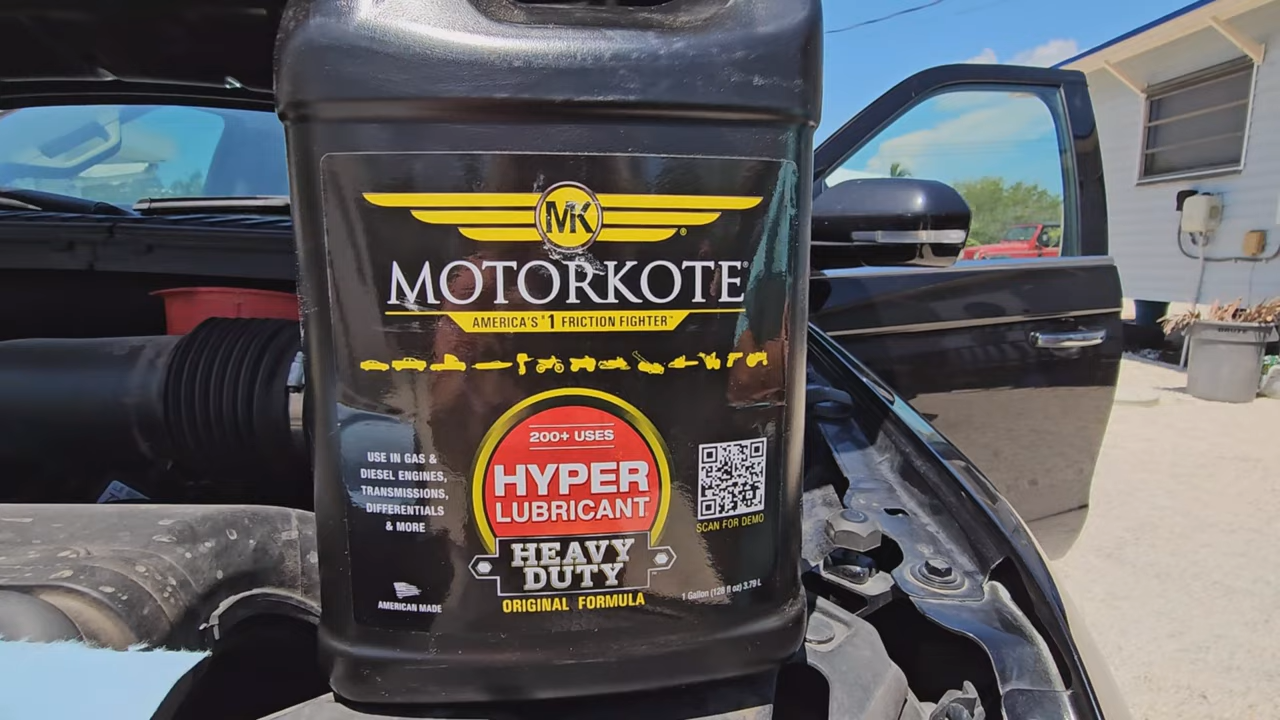 MK
MOTORKOTE®
AMERICA'S #1 FRICTION FIGHTER™
200+ USES
HYPER
LUBRICANT
HEAVY
DUTY
ORIGINAL FORMULA
USE IN GAS &
DIESEL ENGINES,
TRANSMISSIONS,
DIFFERENTIALS
& MORE
AMERICAN MADE
SCAN FOR DEMO
1 Gallon (128 fl oz) 3.79 L